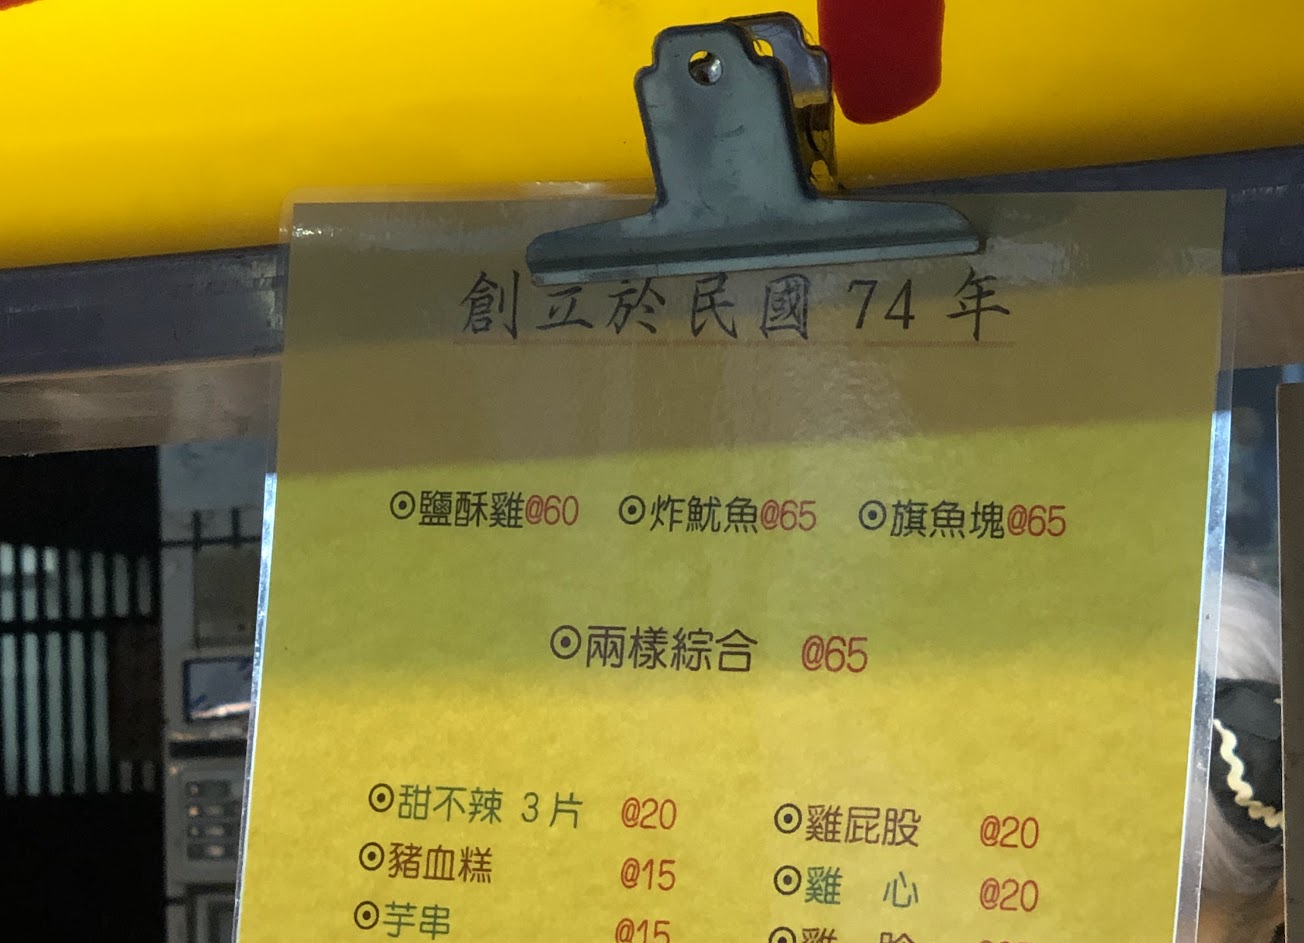 創立於民國 74 年
⊙鹽酥雞@60 ⊙炸魷魚@65 ⊙旗魚塊@65
⊙兩樣綜合 @65
⊙甜不辣 3片 @20 ⊙雞屁股 @20
⊙豬血糕 @15 ⊙雞 心 @20
⊙芋串 @15 ⊙雞